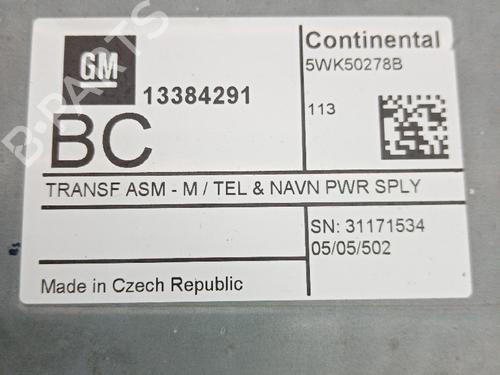 GM
13384291
BC
Continental
5WK50278B
113
TRANSF ASM - M / TEL & NAVN PWR SPLY
SN: 31171534
05/05/502
Made in Czech Republic
B-PARTS